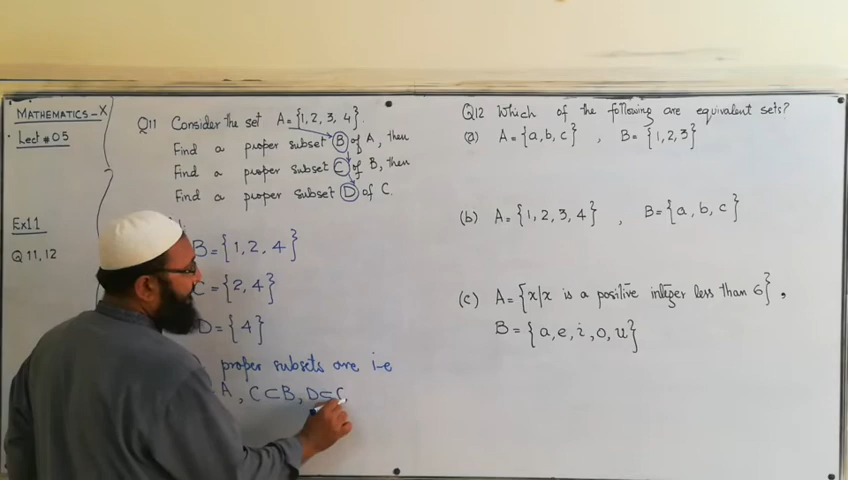 MATHEMATICS-X
Lect # 05
Ex11
Q 11, 12
Q11 Consider the set A = {1, 2, 3, 4}.
Find a proper subset B of A, then
Find a proper subset C of B, then
Find a proper subset D of C.
B = {1, 2, 4}
C = {2, 4}
D = {4}
proper subsets are i-e
A, C ⊂ B, D ⊂ C
Q12 Which of the following are equivalent sets?
(a) A = {a, b, c} , B = {1, 2, 3}
(b) A = {1, 2, 3, 4} , B = {a, b, c}
(c) A = {x|x is a positive integer less than 6},
B = {a, e, i, o, u}